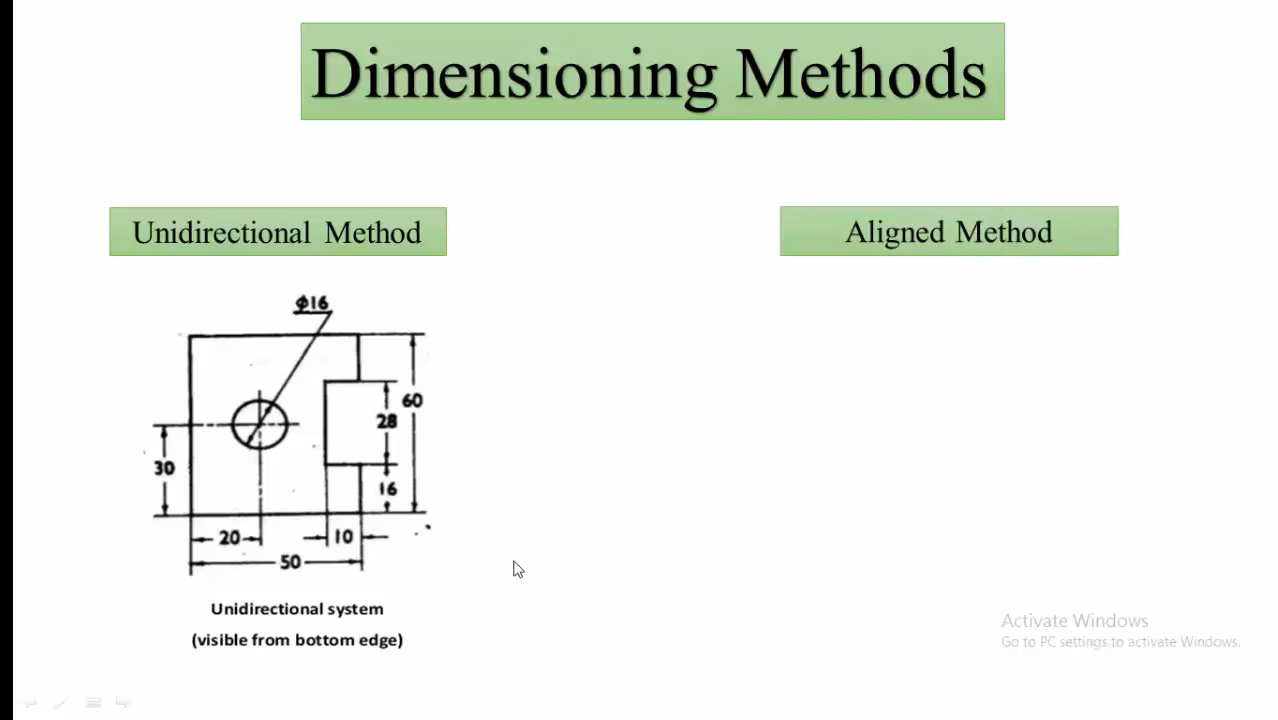 Dimensioning Methods
Unidirectional Method
Aligned Method
Φ16
60
28
30
16
20
10
50
Unidirectional system
(visible from bottom edge)
Activate Windows
Go to PC settings to activate Windows.